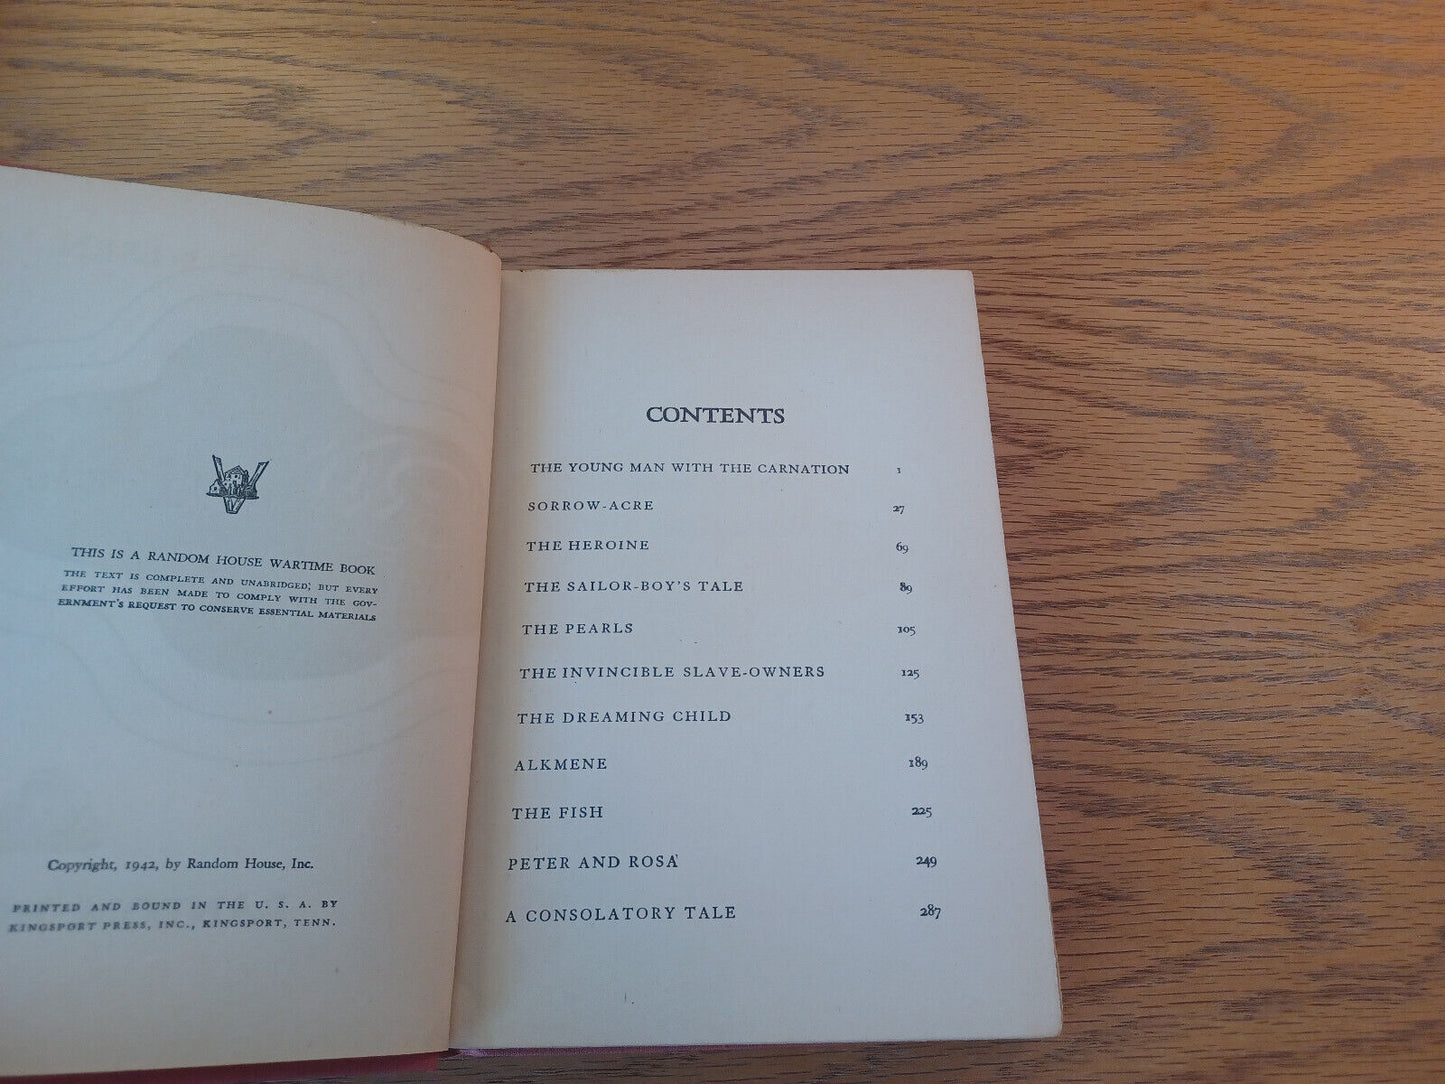 THIS IS A RANDOM HOUSE WARTIME BOOK
THE TEXT IS COMPLETE AND UNABRIDGED, BUT EVERY
EFFORT HAS BEEN MADE TO COMPLY WITH THE GOV-
ERNMENT'S REQUEST TO CONSERVE ESSENTIAL MATERIALS
Copyright, 1942, by Random House, Inc.
PRINTED AND BOUND IN THE U. S. A. BY
KINGSPORT PRESS, INC., KINGSPORT, TENN.
CONTENTS
THE YOUNG MAN WITH THE CARNATION 1
SORROW-ACRE 27
THE HEROINE 69
THE SAILOR-BOY'S TALE 89
THE PEARLS 105
THE INVINCIBLE SLAVE-OWNERS 125
THE DREAMING CHILD 153
ALKMENE 189
THE FISH 225
PETER AND ROSA 249
A CONSOLATORY TALE 287